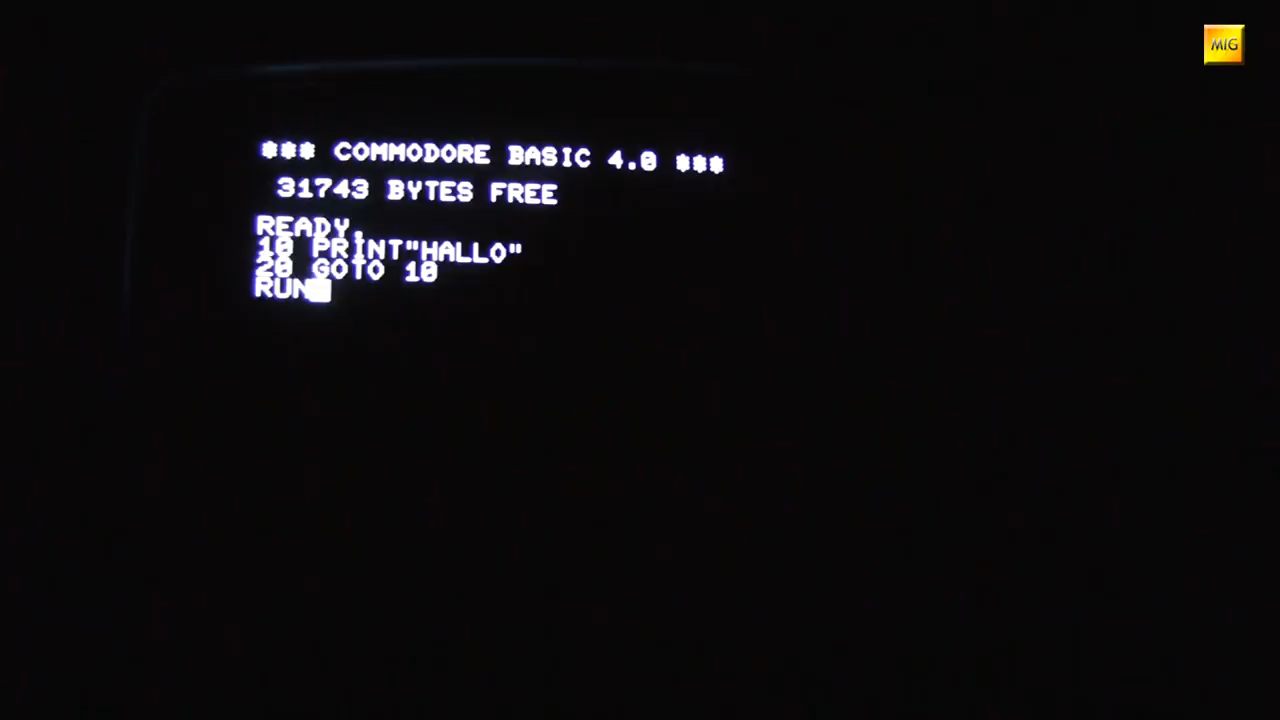 MIG
*** COMMODORE BASIC 4.0 ***
31743 BYTES FREE
READY.
10 PRINT"HALLO"
20 GOTO 10
RUN